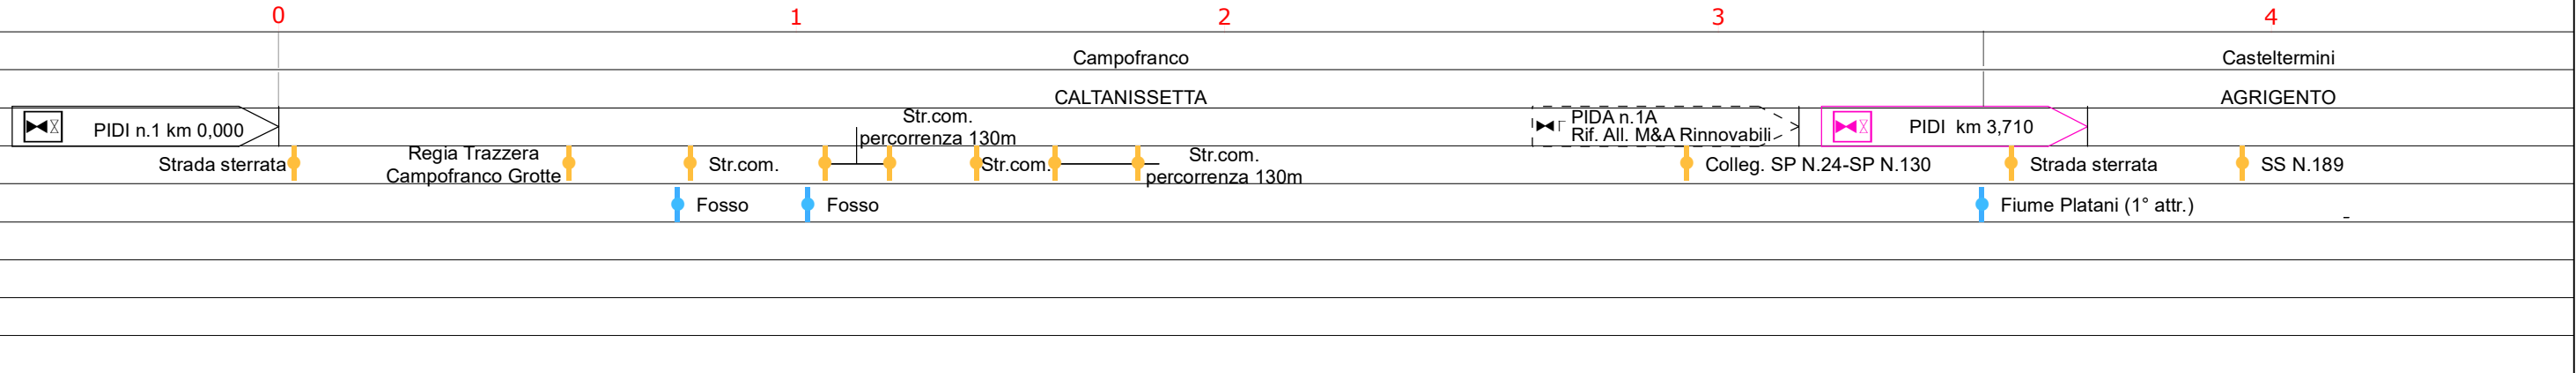 0 1 2 3 4
Campofranco Casteltermini
CALTANISSETTA AGRIGENTO
PIDI n.1 km 0,000
Str.com.
percorrenza 130m
PIDA n.1A
Rif. All. M&A Rinnovabili
PIDI km 3,710
Strada sterrata
Regia Trazzera
Campofranco Grotte
Str.com.
Str.com.
Str.com.
percorrenza 130m
Colleg. SP N.24-SP N.130
Strada sterrata
SS N.189
Fosso
Fosso
Fiume Platani (1° attr.)